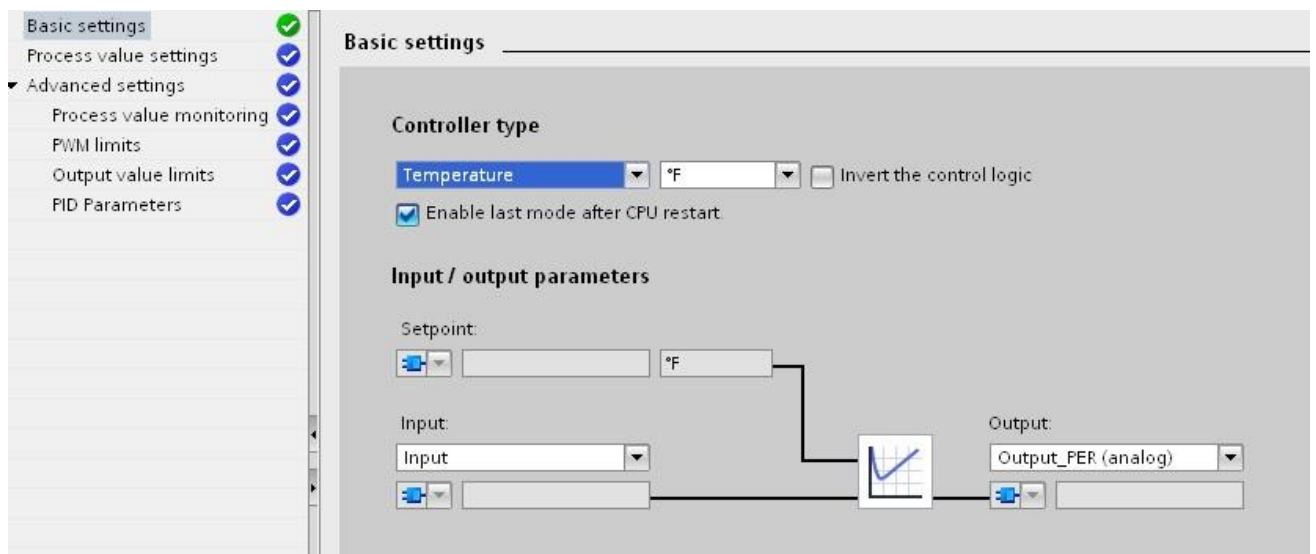 Basic settings
Process value settings
Advanced settings
Process value monitoring
PWM limits
Output value limits
PID Parameters
Basic settings
Controller type
Temperature
°F
Invert the control logic
Enable last mode after CPU restart.
Input / output parameters
Setpoint:
°F
Input:
Output:
Input
Output_PER (analog)